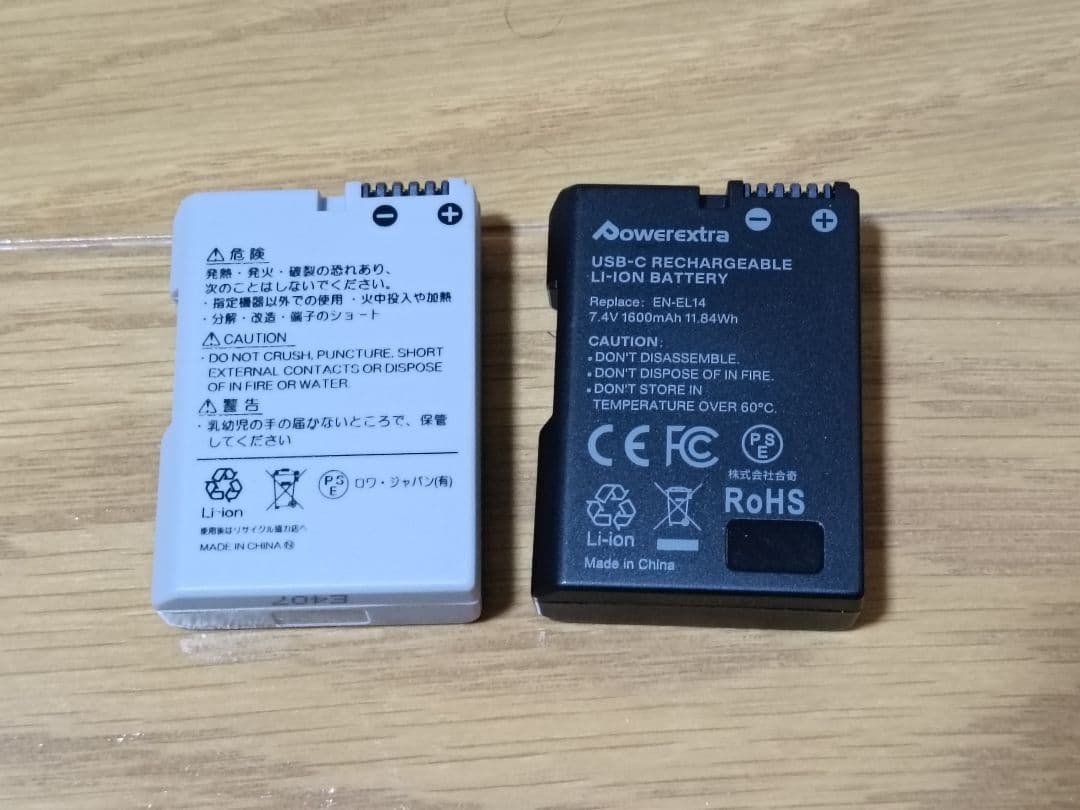 危険
発熱・発火・破裂の恐れあり、
次のことはしないでください。
・指定機器以外での使用 ・火中投入や加熱
・分解・改造・端子のショート
CAUTION
・DO NOT CRUSH, PUNCTURE, SHORT
EXTERNAL CONTACTS OR DISPOSE
OF IN FIRE OR WATER.
警告
・乳幼児の手の届かないところで、保管
してください
Li-ion
PSE ロワ・ジャパン(有)
使用後はリサイクル協力店へ
MADE IN CHINA
E407
Powerextra
USB-C RECHARGEABLE
LI-ION BATTERY
Replace: EN-EL14
7.4V 1600mAh 11.84Wh
CAUTION:
• DON'T DISASSEMBLE.
• DON'T DISPOSE OF IN FIRE.
• DON'T STORE IN
TEMPERATURE OVER 60°C.
CE FC PSE
株式会社合奇
RoHS
Li-ion
Made in China